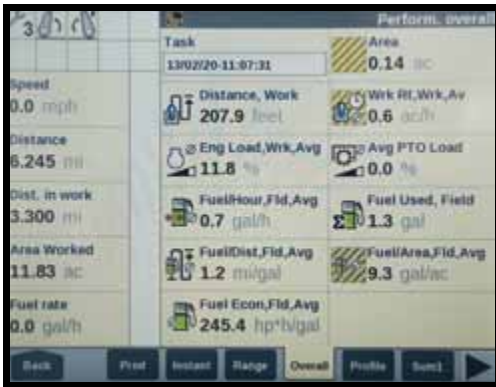 3
Perform. overall
Speed
0.0 mph
Distance
6.245 mi
Dist. in work
3.300 mi
Area Worked
11.83 ac
Fuel rate
0.0 gal/h
Task
13/02/20-11:07:31
Area
0.14 ac
Distance, Work
207.9 feet
Wrk Rt,Wrk,Av
0.6 ac/h
Eng Load,Wrk,Avg
11.8 %
Avg PTO Load
0.0 %
Fuel/Hour,Fld,Avg
0.7 gal/h
Fuel Used, Field
Σ 1.3 gal
Fuel/Dist,Fld,Avg
1.2 mi/gal
Fuel/Area,Fld,Avg
9.3 gal/ac
Fuel Econ,Fld,Avg
245.4 hp*h/gal
Back Print Instant Range Overall Profile Sum1